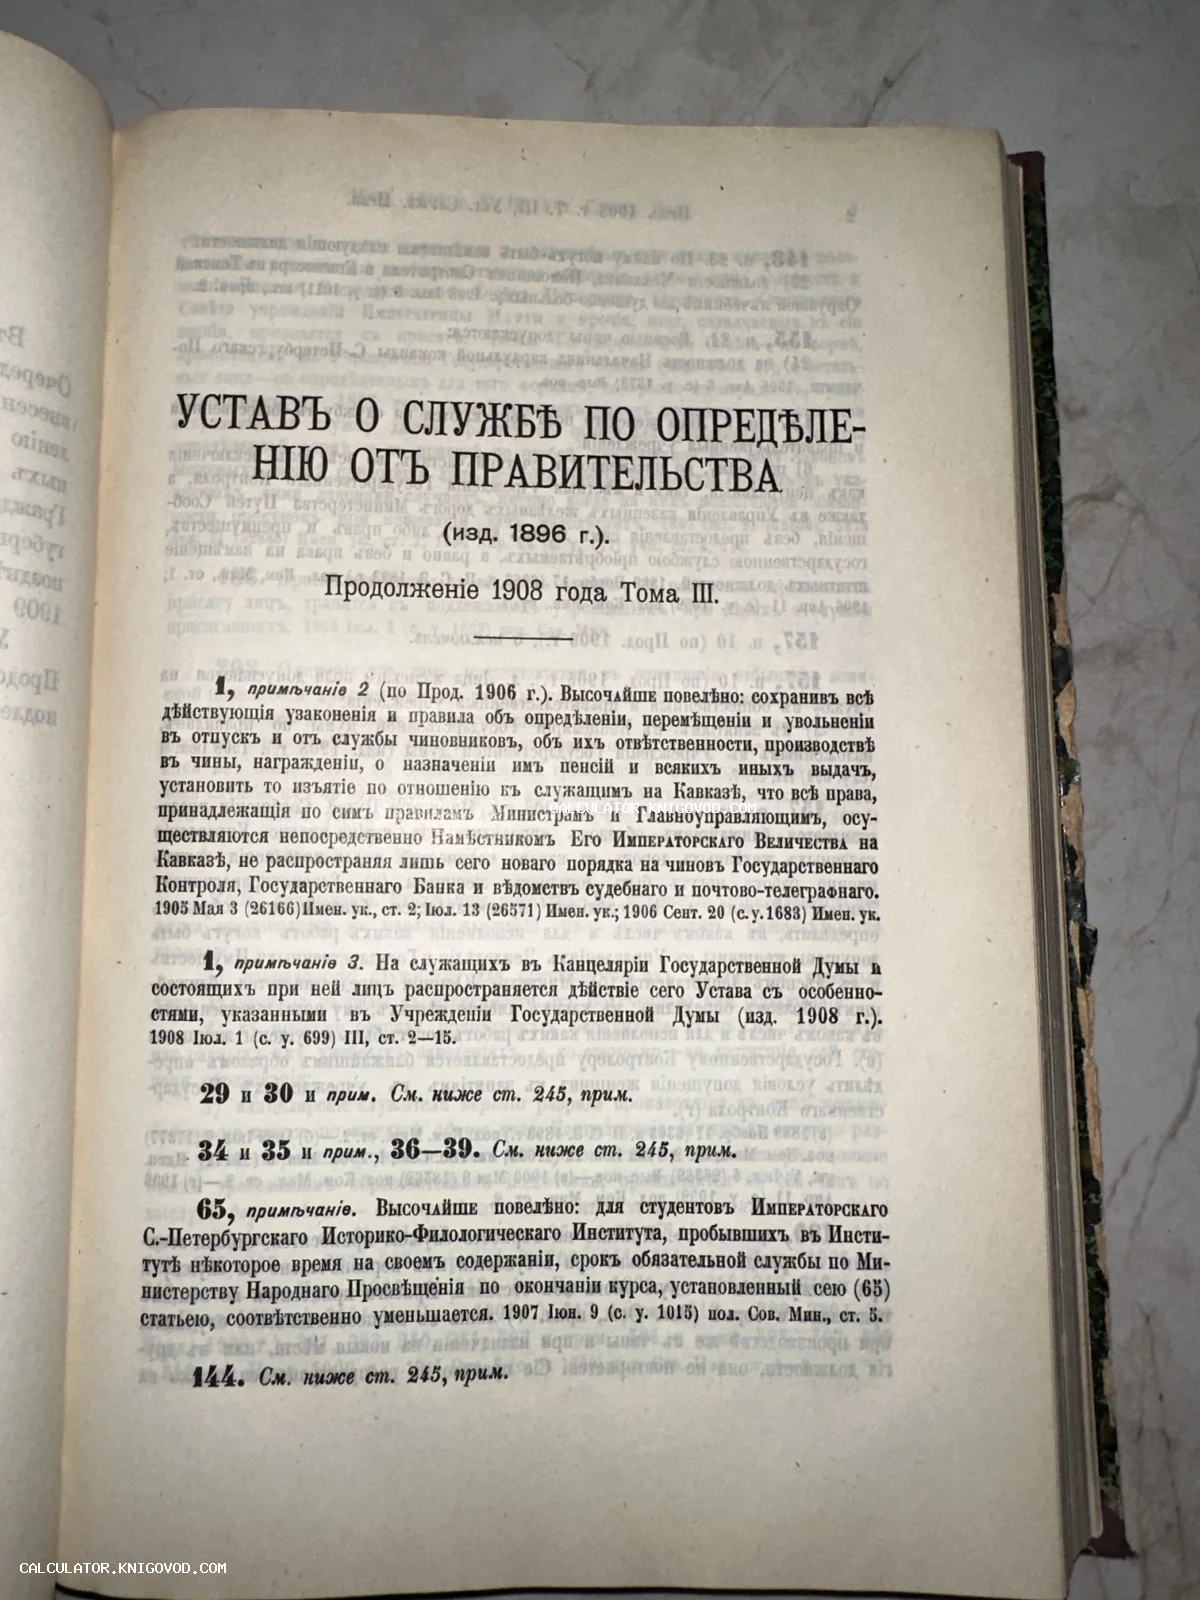 УСТАВЪ О СЛУЖБѢ ПО ОПРЕДѢЛЕ-
НІЮ ОТЪ ПРАВИТЕЛЬСТВА
(изд. 1896 г.).
Продолженіе 1908 года Тома III.
1, примѣчаніе 2 (по Прод. 1906 г.). Высочайше повелѣно: сохранивъ всѣ
дѣйствующія узаконенія и правила объ опредѣленіи, перемѣщеніи и увольненіи
въ отпускъ и отъ службы чиновниковъ, объ ихъ отвѣтственности, производствѣ
въ чины, награжденіи, о назначеніи имъ пенсій и всякихъ иныхъ выдачъ,
установить то изъятіе по отношенію къ служащимъ на Кавказѣ, что всѣ права,
CALCULATOR.KNIGOVOD.COM
принадлежащія по симъ правиламъ Министрамъ и Главноуправляющимъ, осу-
ществляются непосредственно Намѣстникомъ Его Императорскаго Величества на
Кавказѣ, не распространяя лишь сего новаго порядка на чиновъ Государственнаго
Контроля, Государственнаго Банка и вѣдомствъ судебнаго и почтово-телеграфнаго.
1905 Мая 3 (26166) Имен. ук., ст. 2; Іюл. 13 (26571) Имен. ук.; 1906 Сент. 20 (с. у. 1683) Имен. ук.
1, примѣчаніе 3. На служащихъ въ Канцеляріи Государственной Думы и
состоящихъ при ней лицъ распространяется дѣйствіе сего Устава съ особенно-
стями, указанными въ Учрежденіи Государственной Думы (изд. 1908 г.).
1908 Іюл. 1 (с. у. 699) III, ст. 2—15.
29 и 30 и прим. См. ниже ст. 245, прим.
34 и 35 и прим., 36—39. См. ниже ст. 245, прим.
65, примѣчаніе. Высочайше повелѣно: для студентовъ Императорскаго
С.-Петербургскаго Историко-Филологическаго Института, пробывшихъ въ Инсти-
тутѣ нѣкоторое время на своемъ содержаніи, срокъ обязательной службы по Ми-
нистерству Народнаго Просвѣщенія по окончаніи курса, установленный сею (65)
статьею, соотвѣтственно уменьшается. 1907 Іюн. 9 (с. у. 1015) пол. Сов. Мин., ст. 5.
144. См. ниже ст. 245, прим.
CALCULATOR.KNIGOVOD.COM